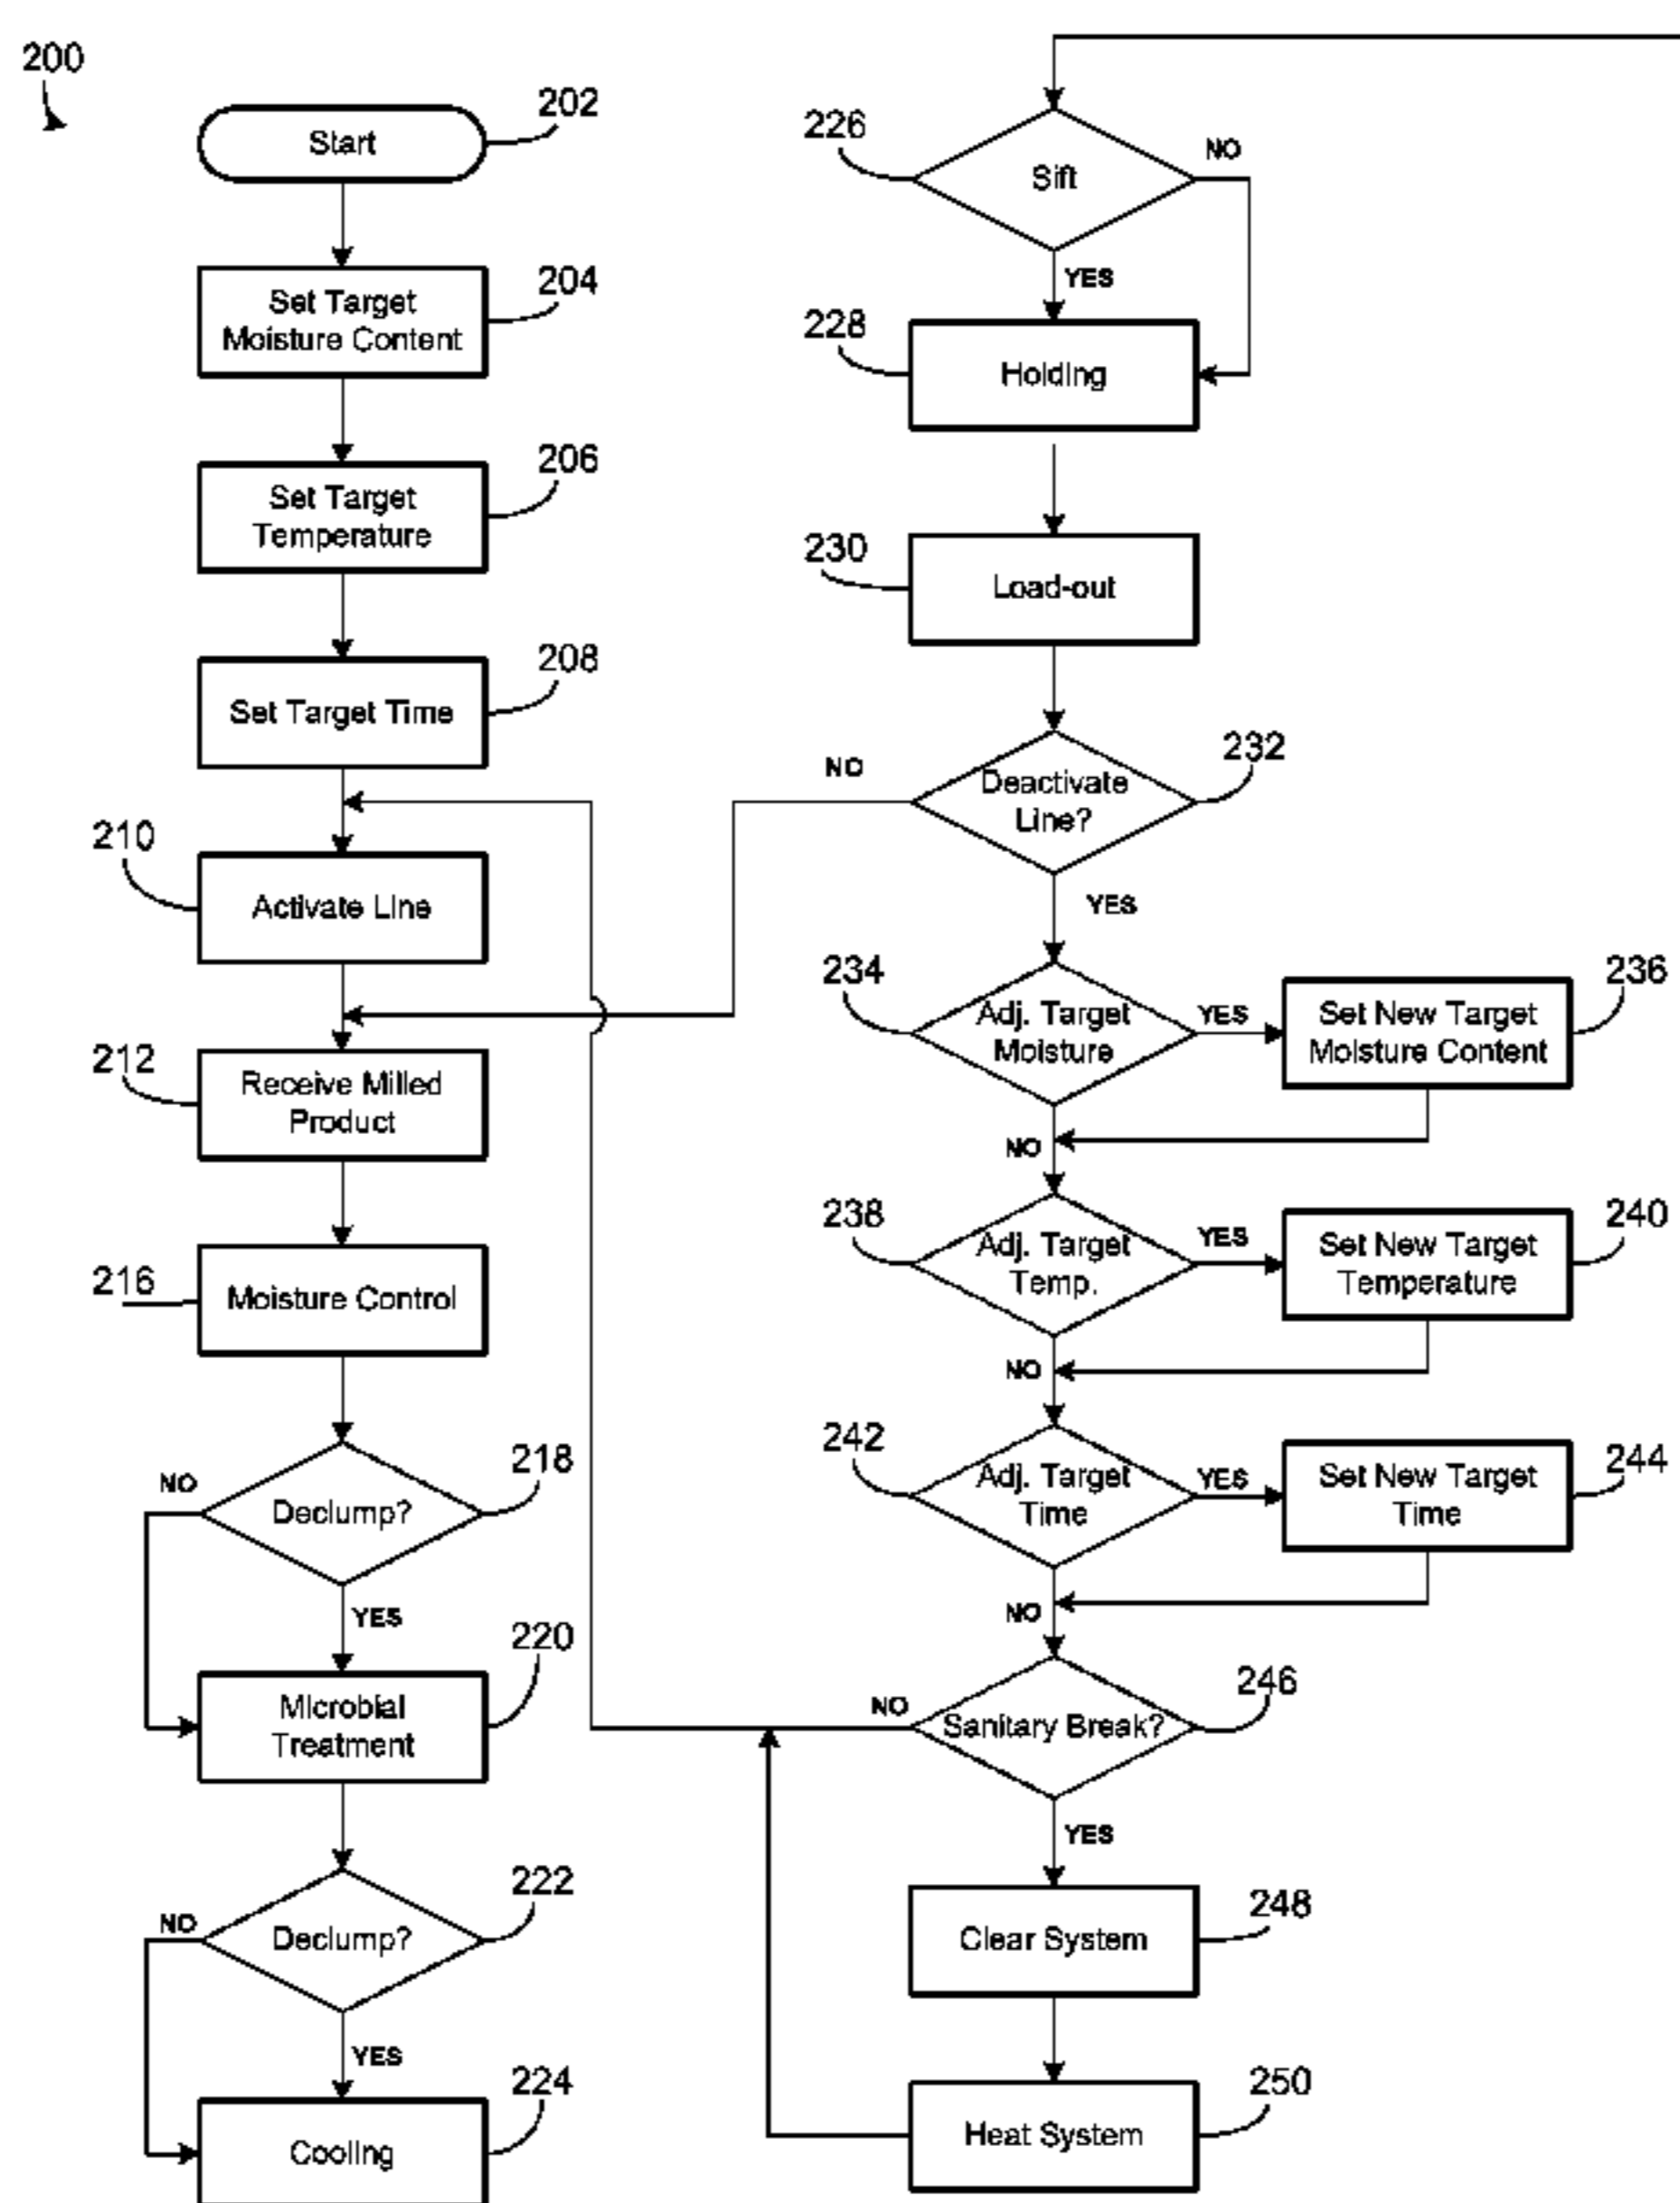 200
Start
202
Set Target
Moisture Content
204
Set Target
Temperature
206
Set Target Time
208
210
Activate Line
212
Receive Milled
Product
216
Moisture Control
218
Declump?
NO
YES
220
Microbial
Treatment
222
Declump?
NO
YES
224
Cooling
226
Sift
NO
YES
228
Holding
230
Load-out
232
Deactivate
Line?
NO
YES
234
Adj. Target
Moisture
YES
NO
236
Set New Target
Moisture Content
238
Adj. Target
Temp.
YES
NO
240
Set New Target
Temperature
242
Adj. Target
Time
YES
NO
244
Set New Target
Time
246
Sanitary Break?
NO
YES
248
Clear System
250
Heat System